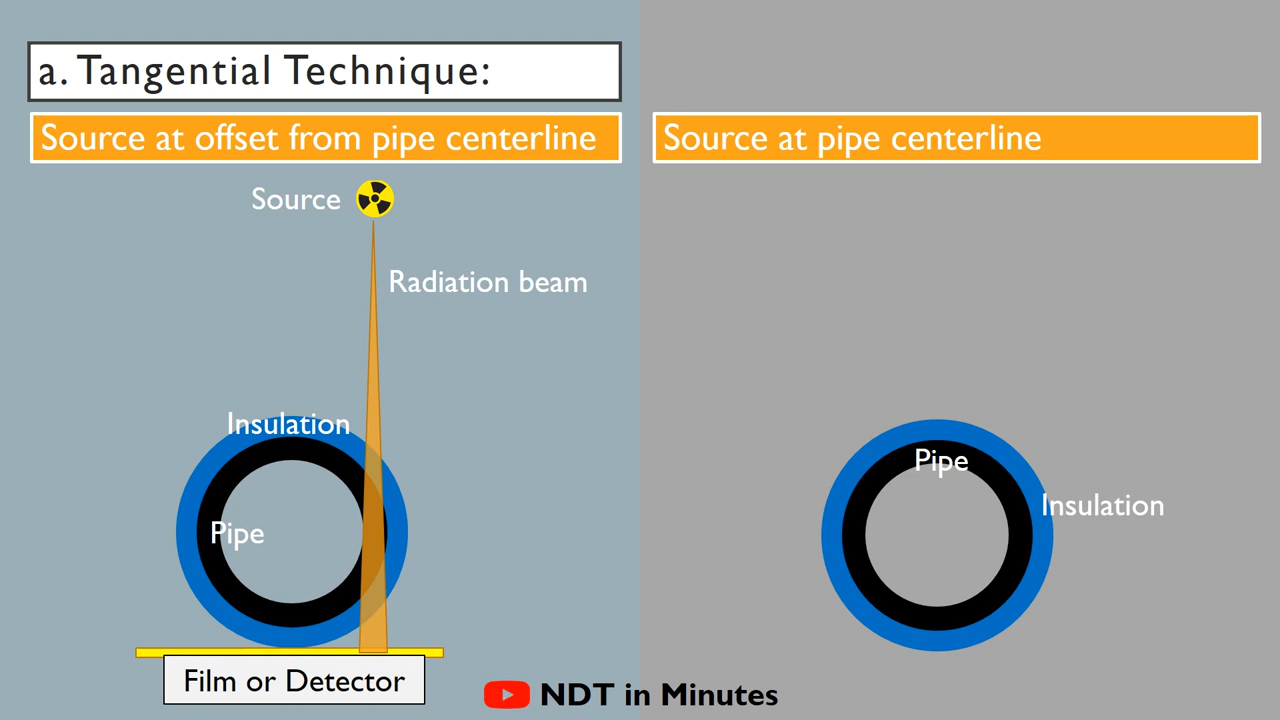 a. Tangential Technique:
Source at offset from pipe centerline
Source
Radiation beam
Insulation
Pipe
Film or Detector
Source at pipe centerline
Pipe
Insulation
NDT in Minutes